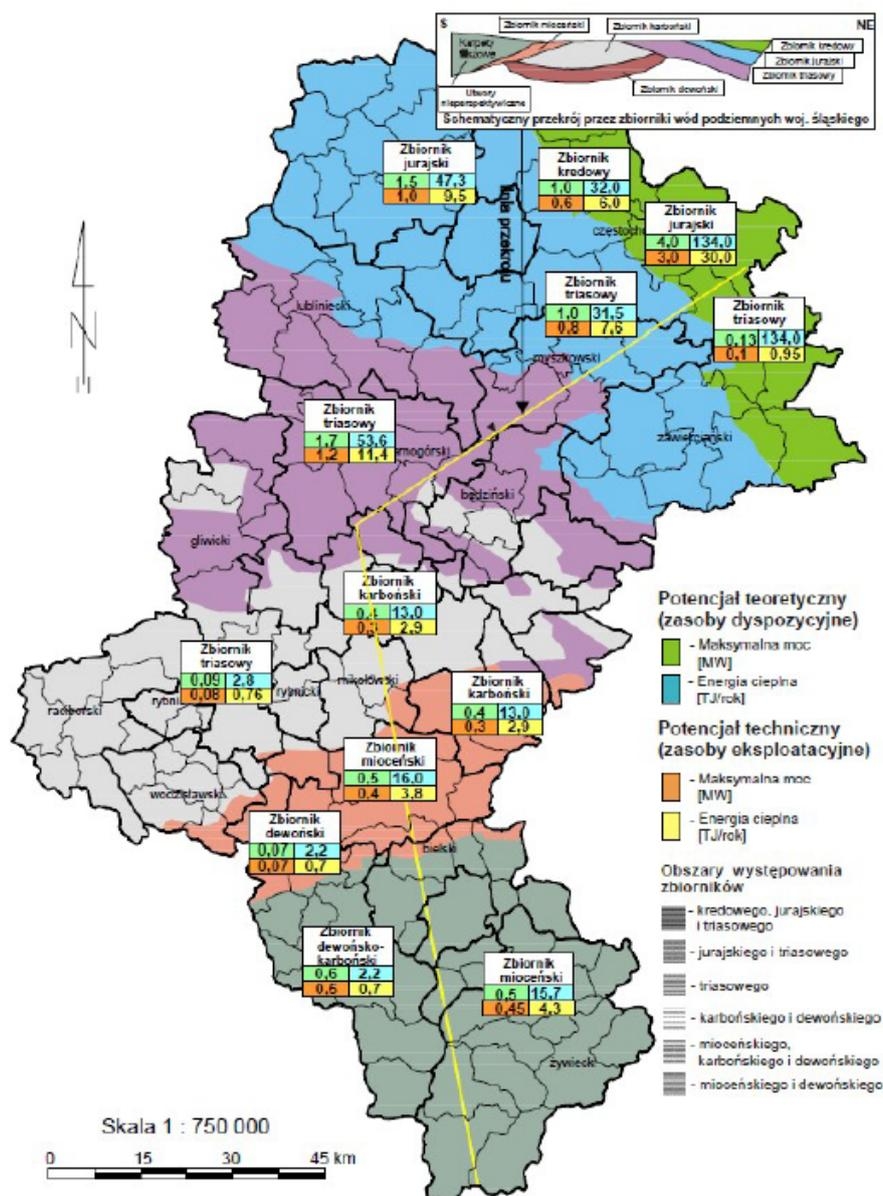 S
NE
Zbiornik mioceński
Zbiornik karboński
Zbiornik kredowy
Zbiornik jurajski
Zbiornik triasowy
Karpaty
Utwory
nieperspektywiczne
Zbiornik dewoński
Schematyczny przekrój przez zbiorniki wód podziemnych woj. śląskiego
linia przekroju
Zbiornik
jurajski
1,5 47,3
1,0 9,5
Zbiornik
kredowy
1,0 32,0
0,6 6,0
częstocho
Zbiornik
jurajski
4,0 134,0
3,0 30,0
N
lubliniecki
Zbiornik
triasowy
1,0 31,5
0,8 7,6
Zbiornik
triasowy
0,13 134,0
0,1 0,95
myszkowski
Zbiornik
triasowy
1,7 53,6
1,2 11,4
mogórski
zawierciański
będziński
gliwicki
Zbiornik
karboński
0,4 13,0
0,3 2,9
Zbiornik
triasowy
0,09 2,8
0,08 0,76
raciborski
rybni
rybnicki
mikołowski
Zbiornik
karboński
0,4 13,0
0,3 2,9
Zbiornik
mioceński
0,5 16,0
0,4 3,8
wodzisławski
Zbiornik
dewoński
0,07 2,2
0,07 0,7
bielski
Zbiornik
dewońsko-
karboński
0,6 2,2
0,5 0,7
Zbiornik
mioceński
0,5 15,7
0,45 4,3
żywiecki
Potencjał teoretyczny
(zasoby dyspozycyjne)
- Maksymalna moc
[MW]
- Energia cieplna
[TJ/rok]
Potencjał techniczny
(zasoby eksploatacyjne)
- Maksymalna moc
[MW]
- Energia cieplna
[TJ/rok]
Obszary występowania
zbiorników
- kredowego, jurajskiego
i triasowego
- jurajskiego i triasowego
- triasowego
- karbońskiego i dewońskiego
- mioceńskiego,
karbońskiego i dewońskiego
- mioceńskiego i dewońskiego
Skala 1 : 750 000
0 15 30 45 km